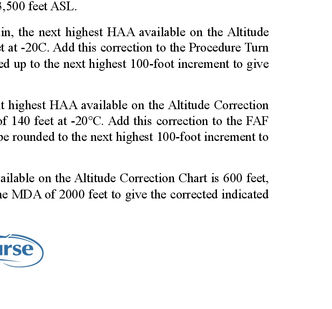 3,500 feet ASL.
in, the next highest HAA available on the Altitude
t at -20C. Add this correction to the Procedure Turn
ed up to the next highest 100-foot increment to give
t highest HAA available on the Altitude Correction
of 140 feet at -20°C. Add this correction to the FAF
be rounded to the next highest 100-foot increment to
ailable on the Altitude Correction Chart is 600 feet,
he MDA of 2000 feet to give the corrected indicated
urse